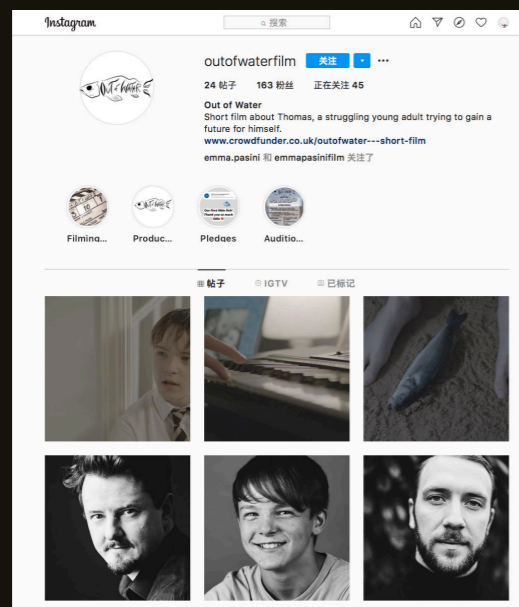 Instagram
搜索
outofwaterfilm 关注
24 帖子 163 粉丝 正在关注 45
Out of Water
Short film about Thomas, a struggling young adult trying to gain a
future for himself.
www.crowdfunder.co.uk/outofwater---short-film
emma.pasini 和 emmapasinifilm 关注了
OUT OF WATER
Filming... Produc... Pledges Auditio...
帖子 IGTV 已标记